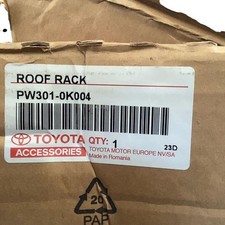 ROOF RACK
PW301-0K004
TOYOTA QTY: 1 23D
ACCESSORIES TOYOTA MOTOR EUROPE NV/SA
Made in Romania
20
PAP